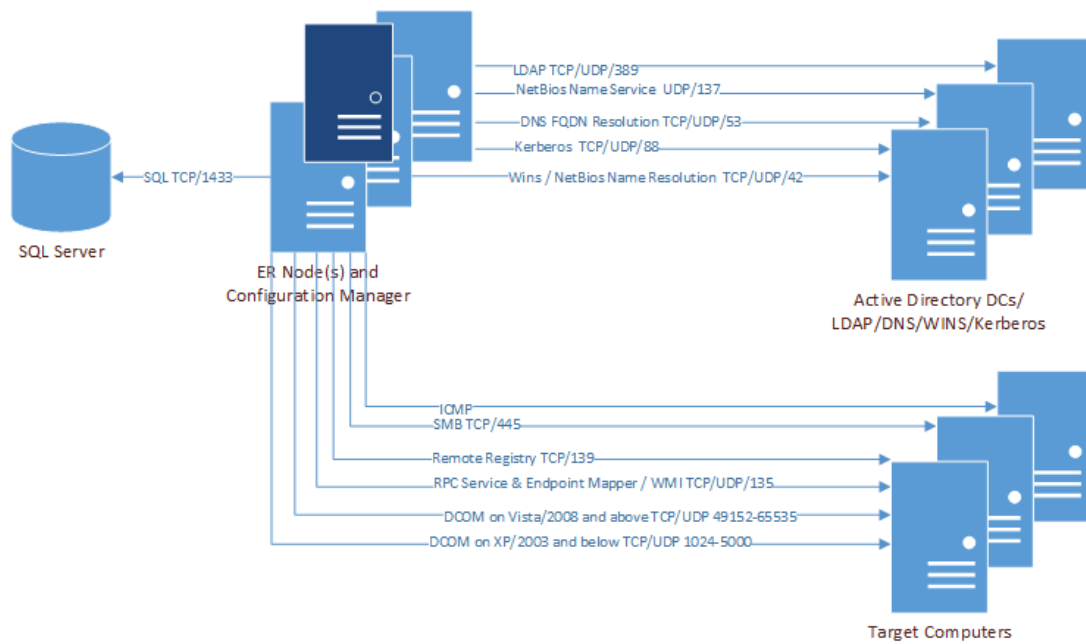 LDAP TCP/UDP/389
NetBios Name Service UDP/137
DNS FQDN Resolution TCP/UDP/53
Kerberos TCP/UDP/88
SQL TCP/1433
Wins / NetBios Name Resolution TCP/UDP/42
SQL Server
ER Node(s) and
Configuration Manager
Active Directory DCs/
LDAP/DNS/WINS/Kerberos
ICMP
SMB TCP/445
Remote Registry TCP/139
RPC Service & Endpoint Mapper / WMI TCP/UDP/135
DCOM on Vista/2008 and above TCP/UDP 49152-65535
DCOM on XP/2003 and below TCP/UDP 1024-5000
Target Computers